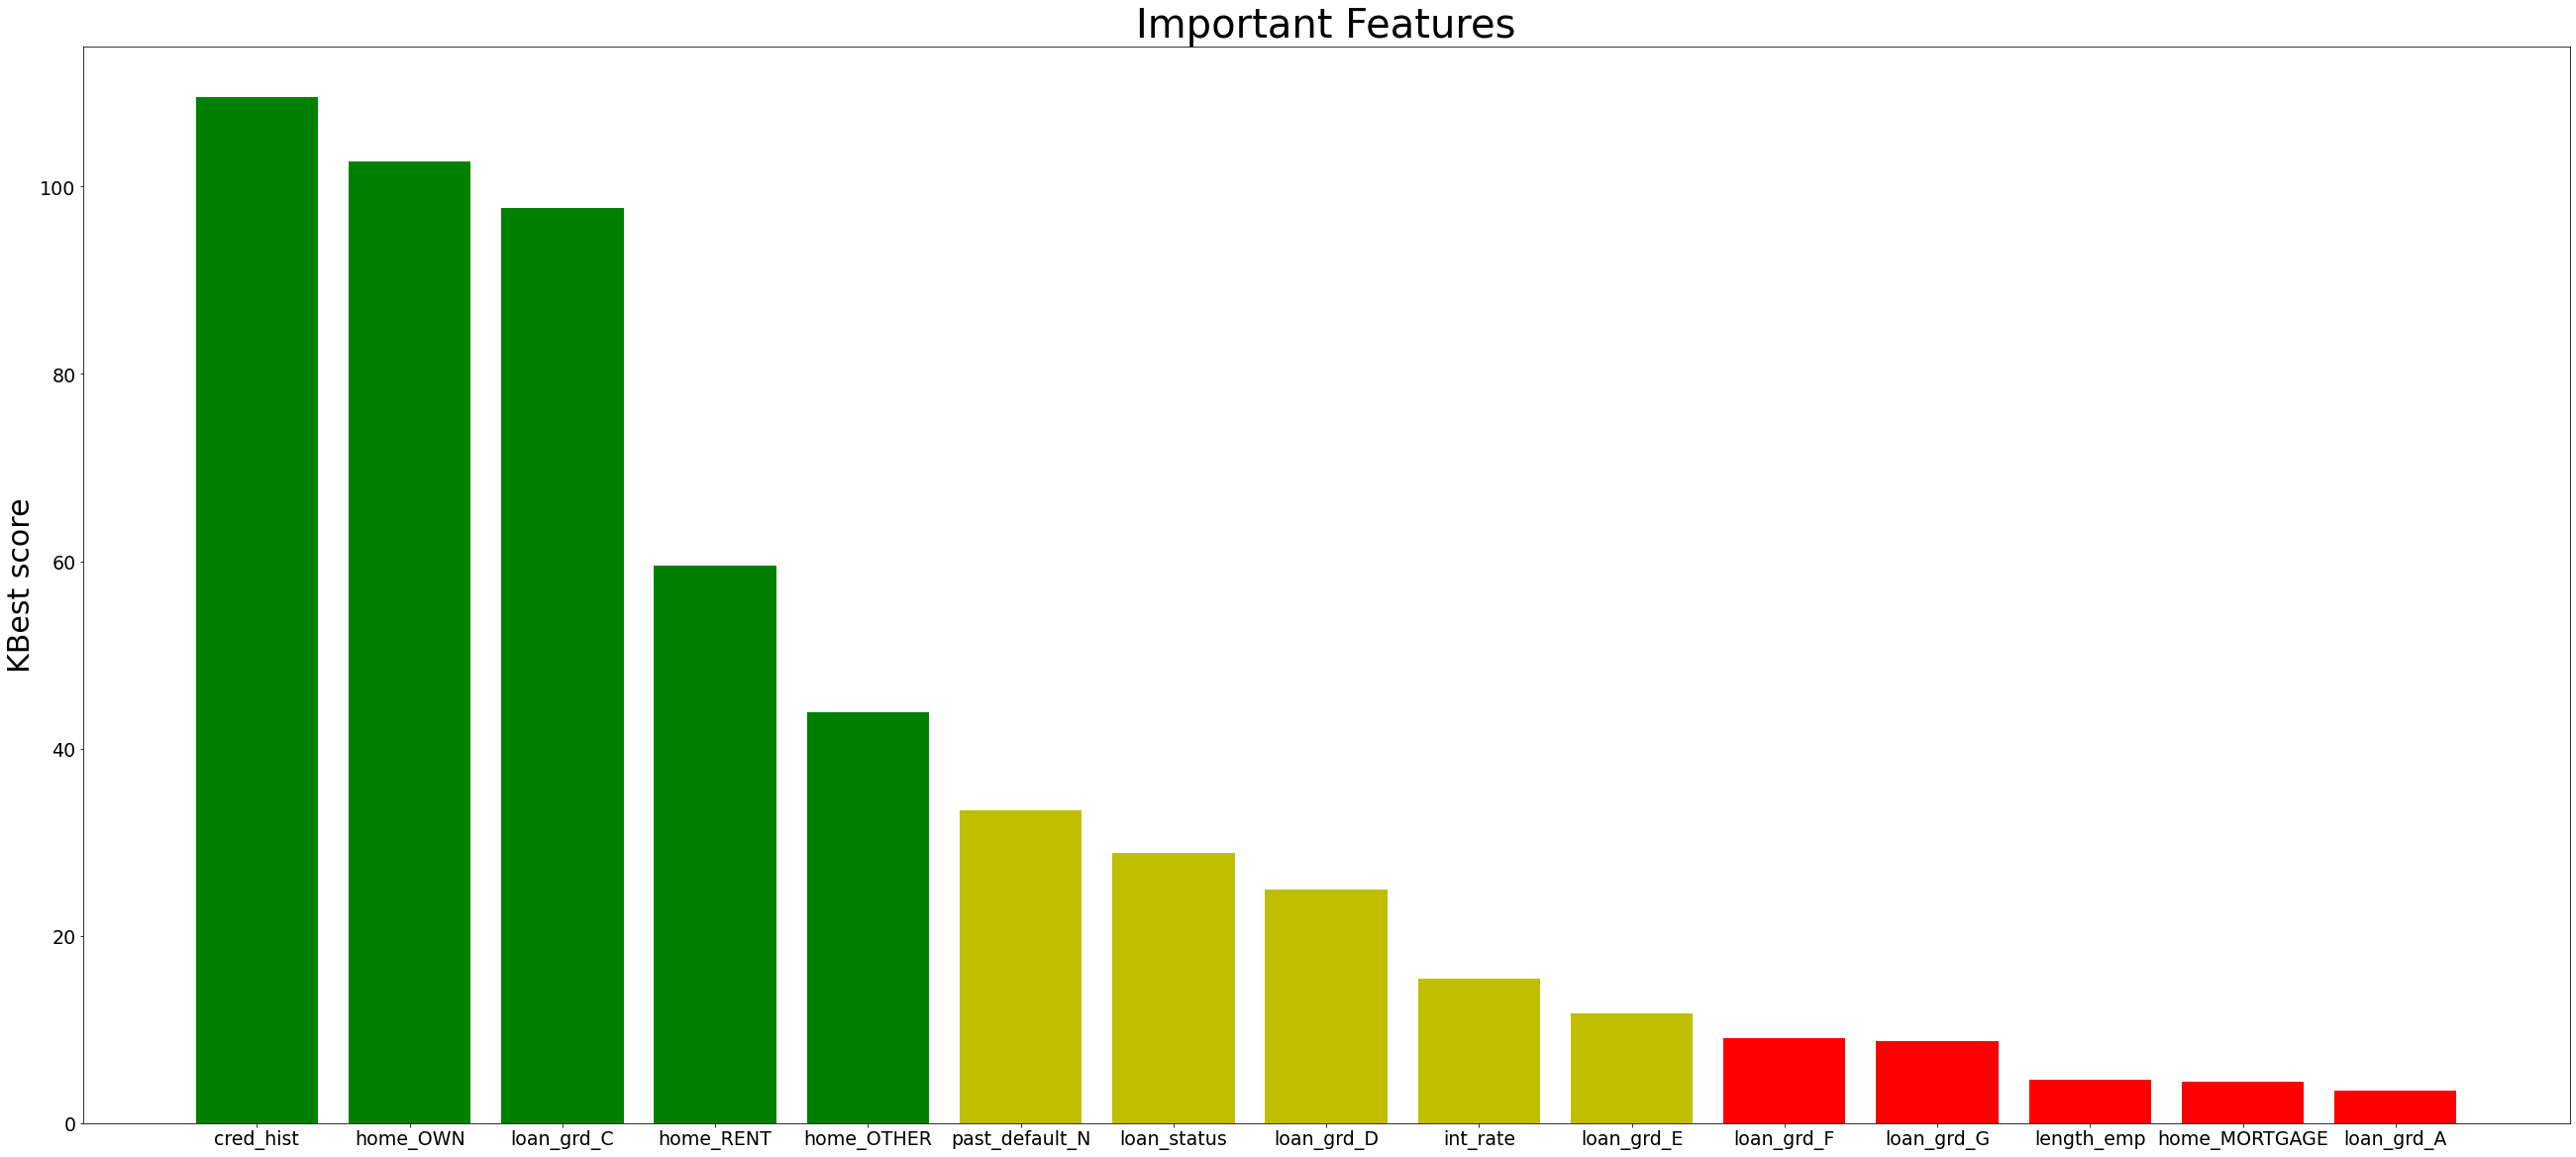 Important Features
KBest score
100
80
60
40
20
0
cred_hist home_OWN loan_grd_C home_RENT home_OTHER past_default_N loan_status loan_grd_D int_rate loan_grd_E loan_grd_F loan_grd_G length_emp home_MORTGAGE loan_grd_A